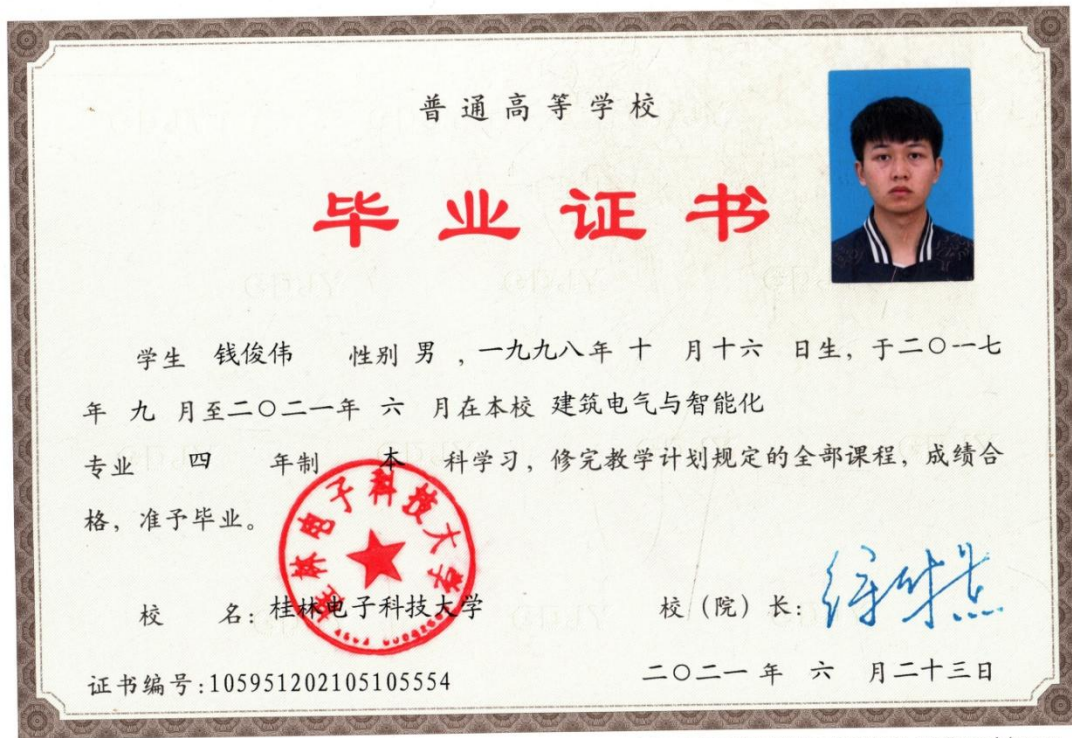 普通高等学校
毕业证书
学生 钱俊伟 性别 男 ，一九九八年 十 月十六 日生，于二〇一七
年 九 月至二〇二一年 六 月在本校 建筑电气与智能化
专业 四 年制 本 科学习，修完教学计划规定的全部课程，成绩合
格，准予毕业。
桂林电子科技大学
校 名：桂林电子科技大学 校（院）长：
证书编号：105951202105105554 二〇二一 年 六 月二十三日